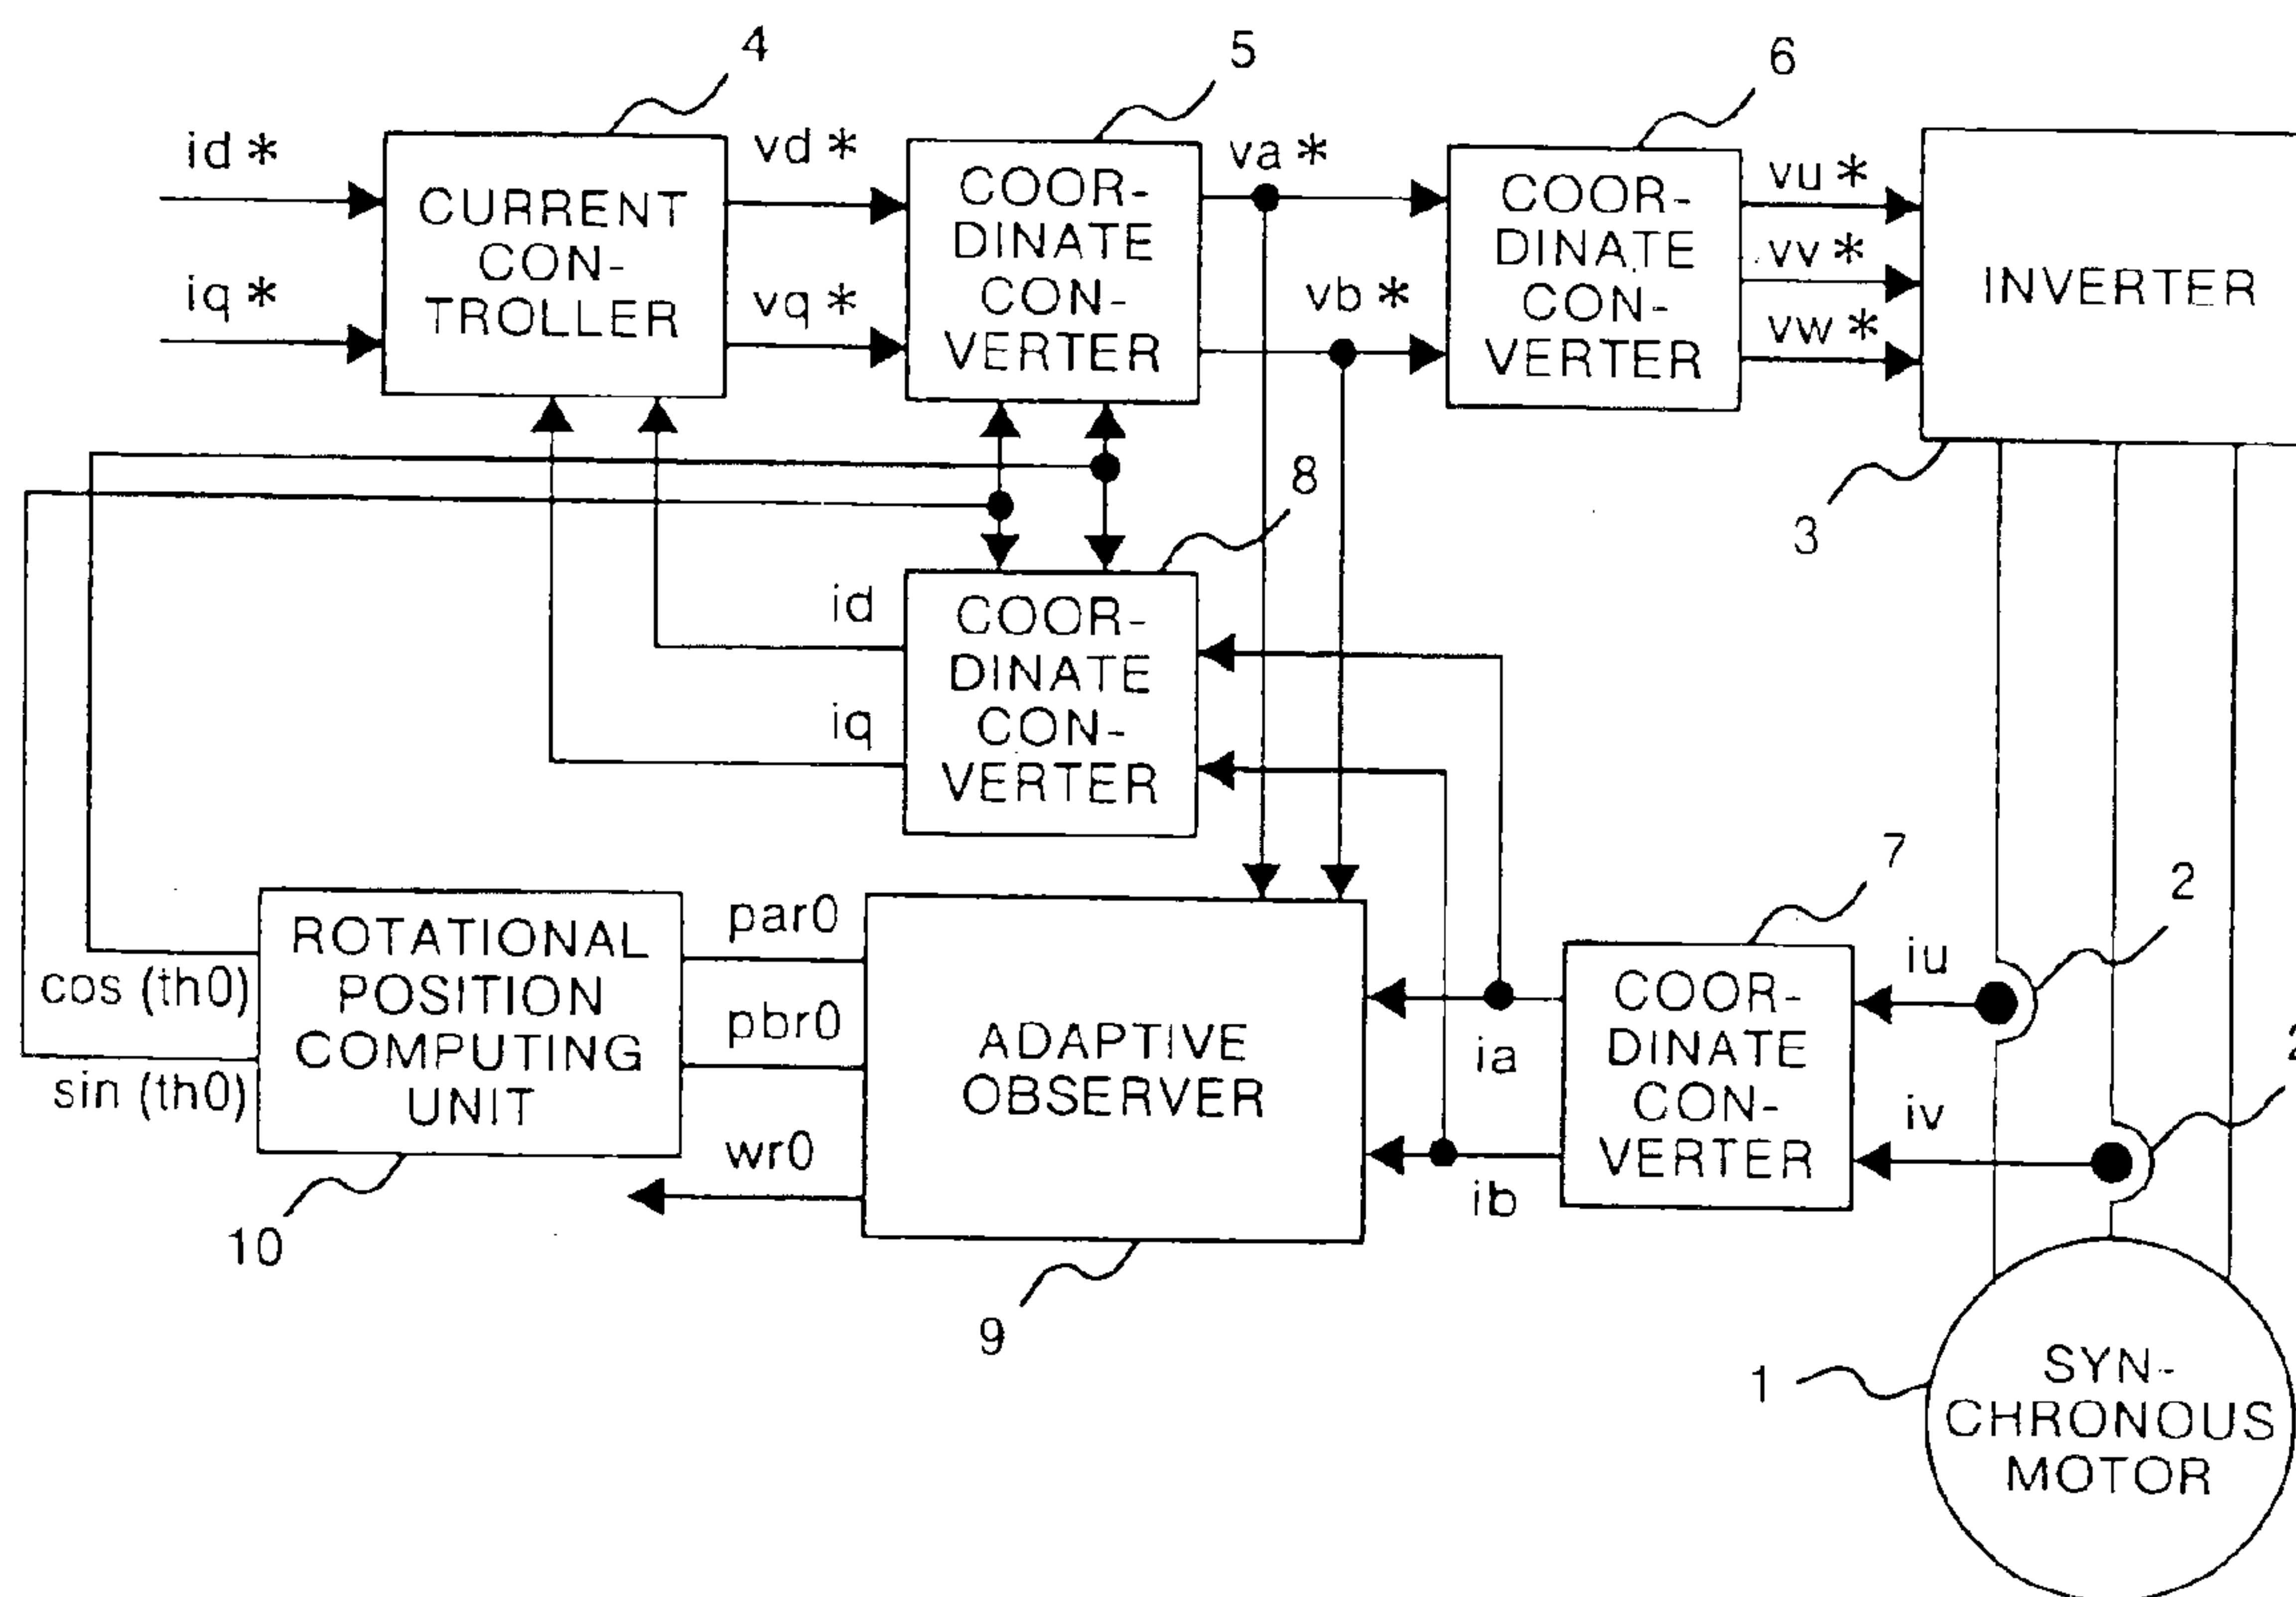 4
5
6
id*
vd*
va*
vu*
CURRENT
CON-
TROLLER
COOR-
DINATE
CON-
VERTER
COOR-
DINATE
CON-
VERTER
vv*
INVERTER
iq*
vq*
vb*
vw*
8
3
id
iq
COOR-
DINATE
CON-
VERTER
7
2
cos (th0)
sin (th0)
ROTATIONAL
POSITION
COMPUTING
UNIT
par0
pbr0
wr0
ADAPTIVE
OBSERVER
ia
ib
COOR-
DINATE
CON-
VERTER
iu
iv
10
9
1
SYN-
CHRONOUS
MOTOR